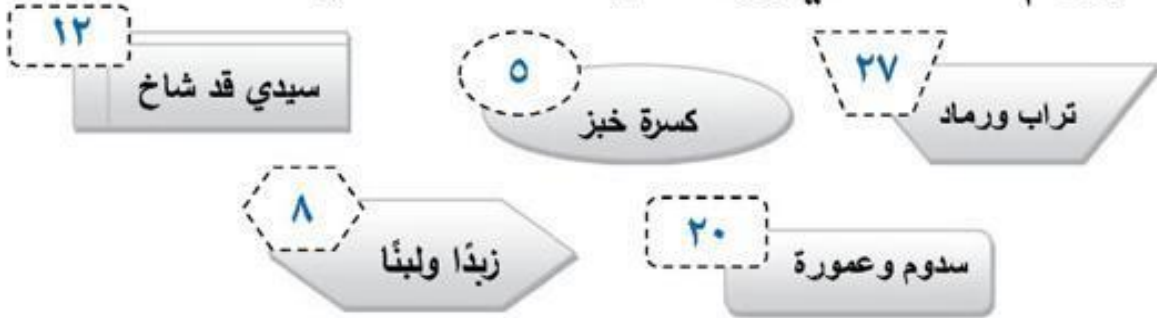 ١٢
سيدي قد شاخ
٥
كسرة خبز
٢٧
تراب ورماد
٨
زبدًا ولبنًا
٢٠
سدوم وعمورة